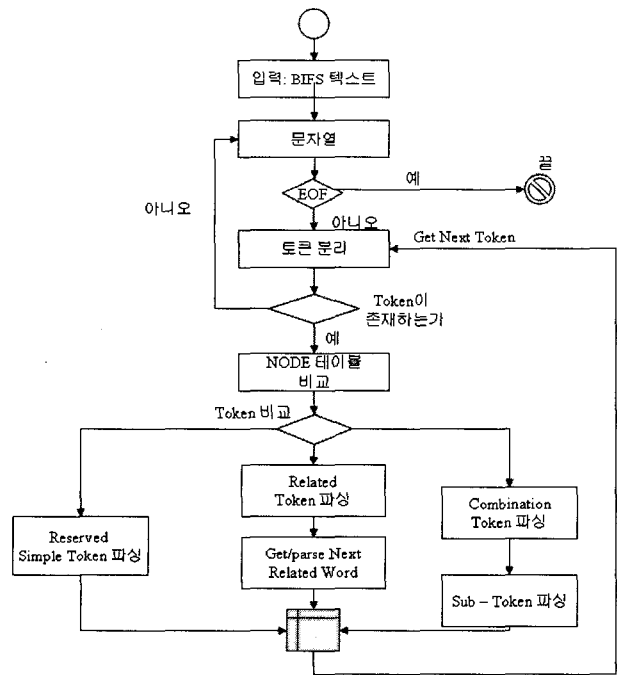 입력: BIFS 텍스트
문자열
끝
예
EOF
아니오
아니오
Get Next Token
토큰 분리
Token이
존재하는가
예
NODE 테이블
비교
Token 비교
Related
Token 파싱
Combination
Token 파싱
Reserved
Simple Token 파싱
Get/parse Next
Related Word
Sub – Token 파싱